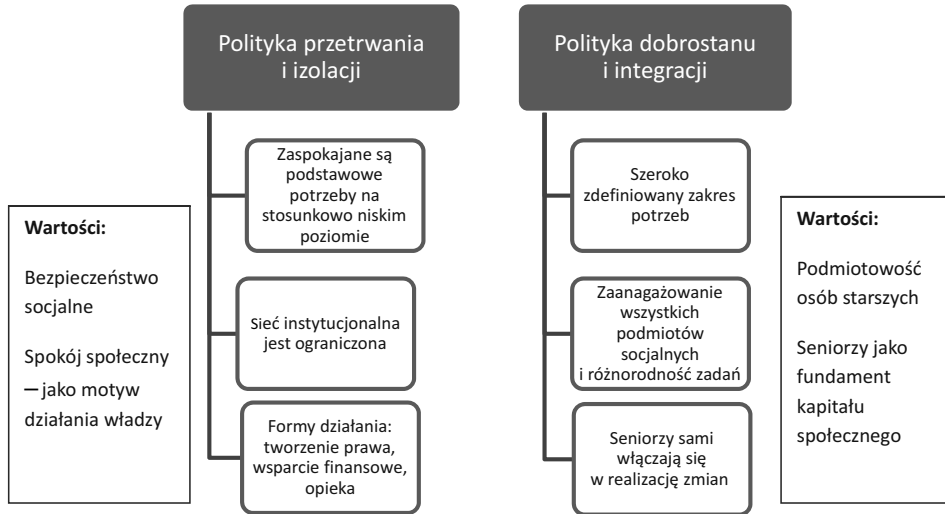 Polityka przetrwania
i izolacji
Zaspokajane są
podstawowe
potrzeby na
stosunkowo niskim
poziomie
Sieć instytucjonalna
jest ograniczona
Formy działania:
tworzenie prawa,
wsparcie finansowe,
opieka
Wartości:
Bezpieczeństwo
socjalne
Spokój społeczny
– jako motyw
działania władzy
Polityka dobrostanu
i integracji
Szeroko
zdefiniowany zakres
potrzeb
Zaanagażowanie
wszystkich
podmiotów
socjalnych
i różnorodność zadań
Seniorzy sami
włączają się
w realizację zmian
Wartości:
Podmiotowość
osób starszych
Seniorzy jako
fundament
kapitału
społecznego